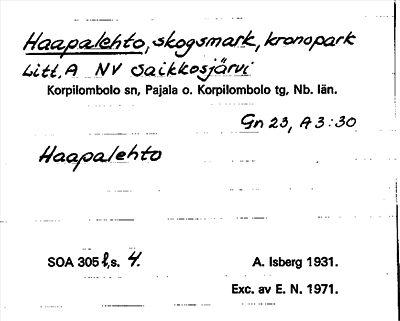 Haapalehto, skogsmark, kronopark
Litt. A NV Saikkosjärvi
Korpilombolo sn, Pajala o. Korpilombolo tg, Nb. län.
Gn 23, A 3:30
Haapalehto
SOA 305 l, s. 4. A. Isberg 1931.
Exc. av E. N. 1971.